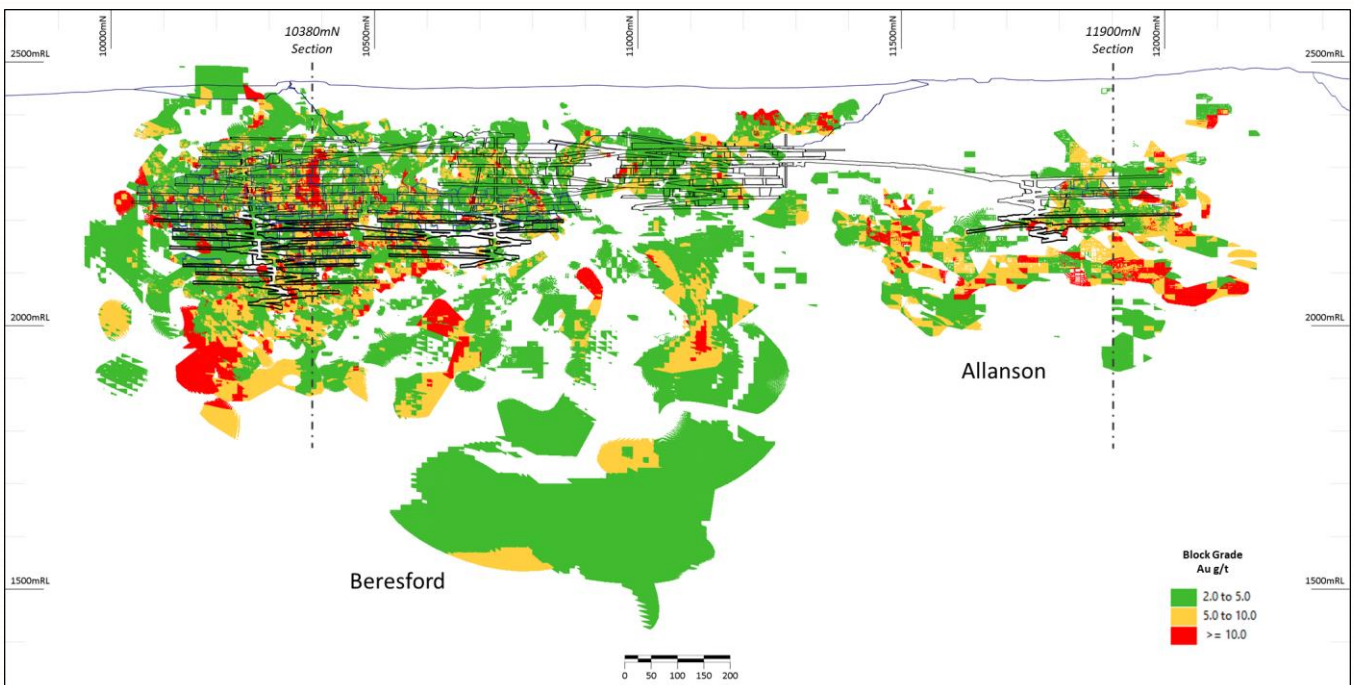 10000mN
10380mN
Section
10500mN
11000mN
11500mN
11900mN
Section
12000mN
2500mRL
2500mRL
2000mRL
2000mRL
Allanson
1500mRL
1500mRL
Beresford
Block Grade
Au g/t
2.0 to 5.0
5.0 to 10.0
>= 10.0
0 50 100 150 200